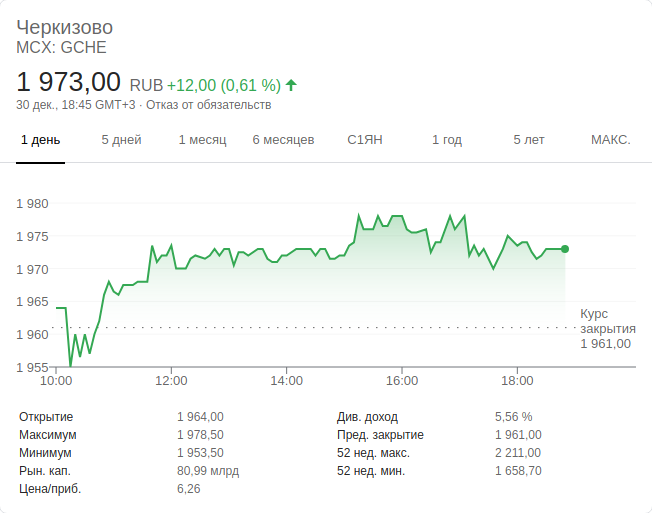 Черкизово
MCX: GCHE
1 973,00 RUB +12,00 (0,61 %)
30 дек., 18:45 GMT+3 · Отказ от обязательств
1 день 5 дней 1 месяц 6 месяцев С1ЯН 1 год 5 лет МАКС.
1 980
1 975
1 970
1 965
1 960
1 955
Курс
закрытия
1 961,00
10:00 12:00 14:00 16:00 18:00
Открытие 1 964,00 Див. доход 5,56 %
Максимум 1 978,50 Пред. закрытие 1 961,00
Минимум 1 953,50 52 нед. макс. 2 211,00
Рын. кап. 80,99 млрд 52 нед. мин. 1 658,70
Цена/приб. 6,26